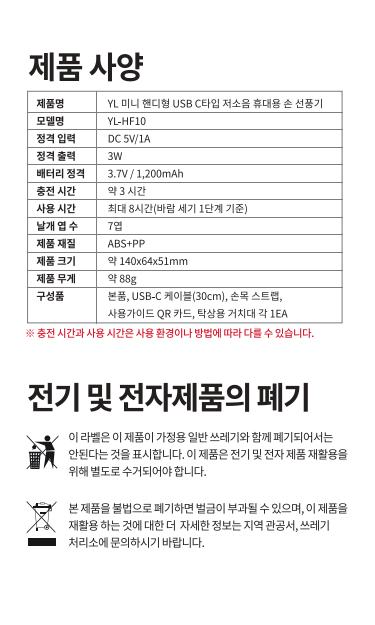 제품 사양
제품명 YL 미니 핸디형 USB C타입 저소음 휴대용 손 선풍기
모델명 YL-HF10
정격 입력 DC 5V/1A
정격 출력 3W
배터리 정격 3.7V / 1,200mAh
충전 시간 약 3 시간
사용 시간 최대 8시간(바람 세기 1단계 기준)
날개 엽 수 7엽
제품 재질 ABS+PP
제품 크기 약 140x64x51mm
제품 무게 약 88g
구성품 본품, USB-C 케이블(30cm), 손목 스트랩,
사용가이드 QR 카드, 탁상용 거치대 각 1EA
※ 충전 시간과 사용 시간은 사용 환경이나 방법에 따라 다를 수 있습니다.
전기 및 전자제품의 폐기
이 라벨은 이 제품이 가정용 일반 쓰레기와 함께 폐기되어서는
안된다는 것을 표시합니다. 이 제품은 전기 및 전자 제품 재활용을
위해 별도로 수거되어야 합니다.
본 제품을 불법으로 폐기하면 벌금이 부과될 수 있으며, 이 제품을
재활용 하는 것에 대한 더 자세한 정보는 지역 관공서, 쓰레기
처리소에 문의하시기 바랍니다.